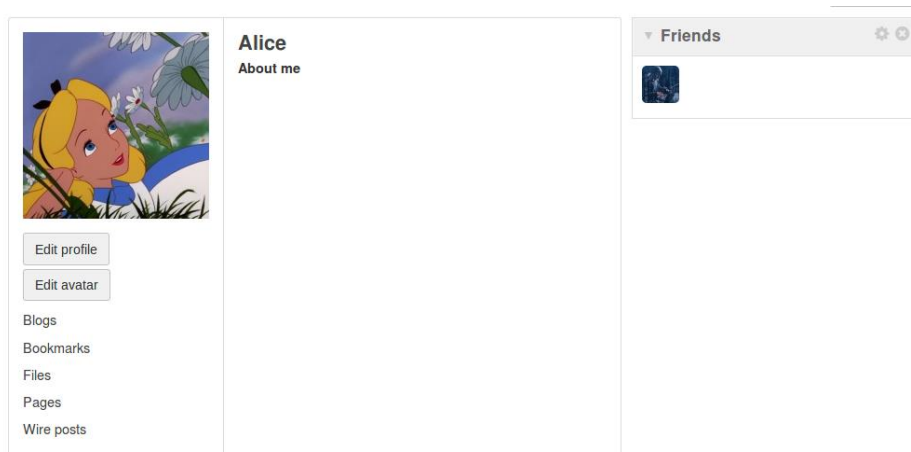 Alice
About me
Edit profile
Edit avatar
Blogs
Bookmarks
Files
Pages
Wire posts
Friends